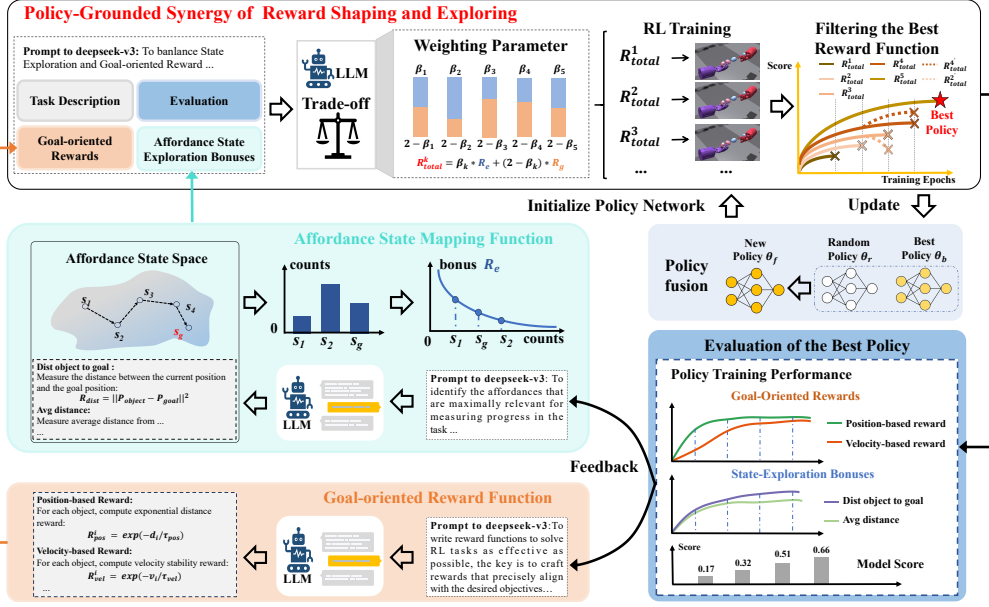 Policy-Grounded Synergy of Reward Shaping and Exploring
Prompt to deepseek-v3: To banlance State
Exploration and Goal-oriented Reward ...
Task Description
Evaluation
Goal-oriented
Rewards
Affordance State
Exploration Bonuses
LLM
Trade-off
Weighting Parameter
β1 β2 β3 β4 β5
2 − β1 2 − β2 2 − β3 2 − β4 2 − β5
R^k_total = βk * Re + (2 − βk) * Rg
RL Training
R^1_total
R^2_total
R^3_total
... ...
Filtering the Best
Reward Function
Score
R^1_total R^4_total R^4_total
R^2_total R^5_total R^2_total
R^3_total
Best
Policy
Training Epochs
Initialize Policy Network
Update
Affordance State Mapping Function
Affordance State Space
s1
s2
s3
s4
sg
counts
0
s1 s2 sg
bonus Re
0
s1 sg s2
counts
Dist object to goal :
Measure the distance between the current position
and the goal position:
Rdist = ||Pobject − Pgoal||²
Avg distance:
Measure average distance from ...
...
LLM
Prompt to deepseek-v3: To
identify the affordances that
are maximally relevant for
measuring progress in the
task ...
Policy
fusion
New
Policy θf
Random
Policy θr
Best
Policy θb
Evaluation of the Best Policy
Policy Training Performance
Goal-Oriented Rewards
Position-based reward
Velocity-based reward
State-Exploration Bonuses
Dist object to goal
Avg distance
Score
0.17
0.32
0.51
0.66
Model Score
Feedback
Goal-oriented Reward Function
Position-based Reward:
For each object, compute exponential distance
reward:
R^i_pos = exp(−di/τpos)
Velocity-based Reward:
For each object, compute velocity stability reward:
R^i_vel = exp(−vi/τvel)
...
LLM
Prompt to deepseek-v3:To
write reward functions to solve
RL tasks as effective as
possible, the key is to craft
rewards that precisely align
with the desired objectives…